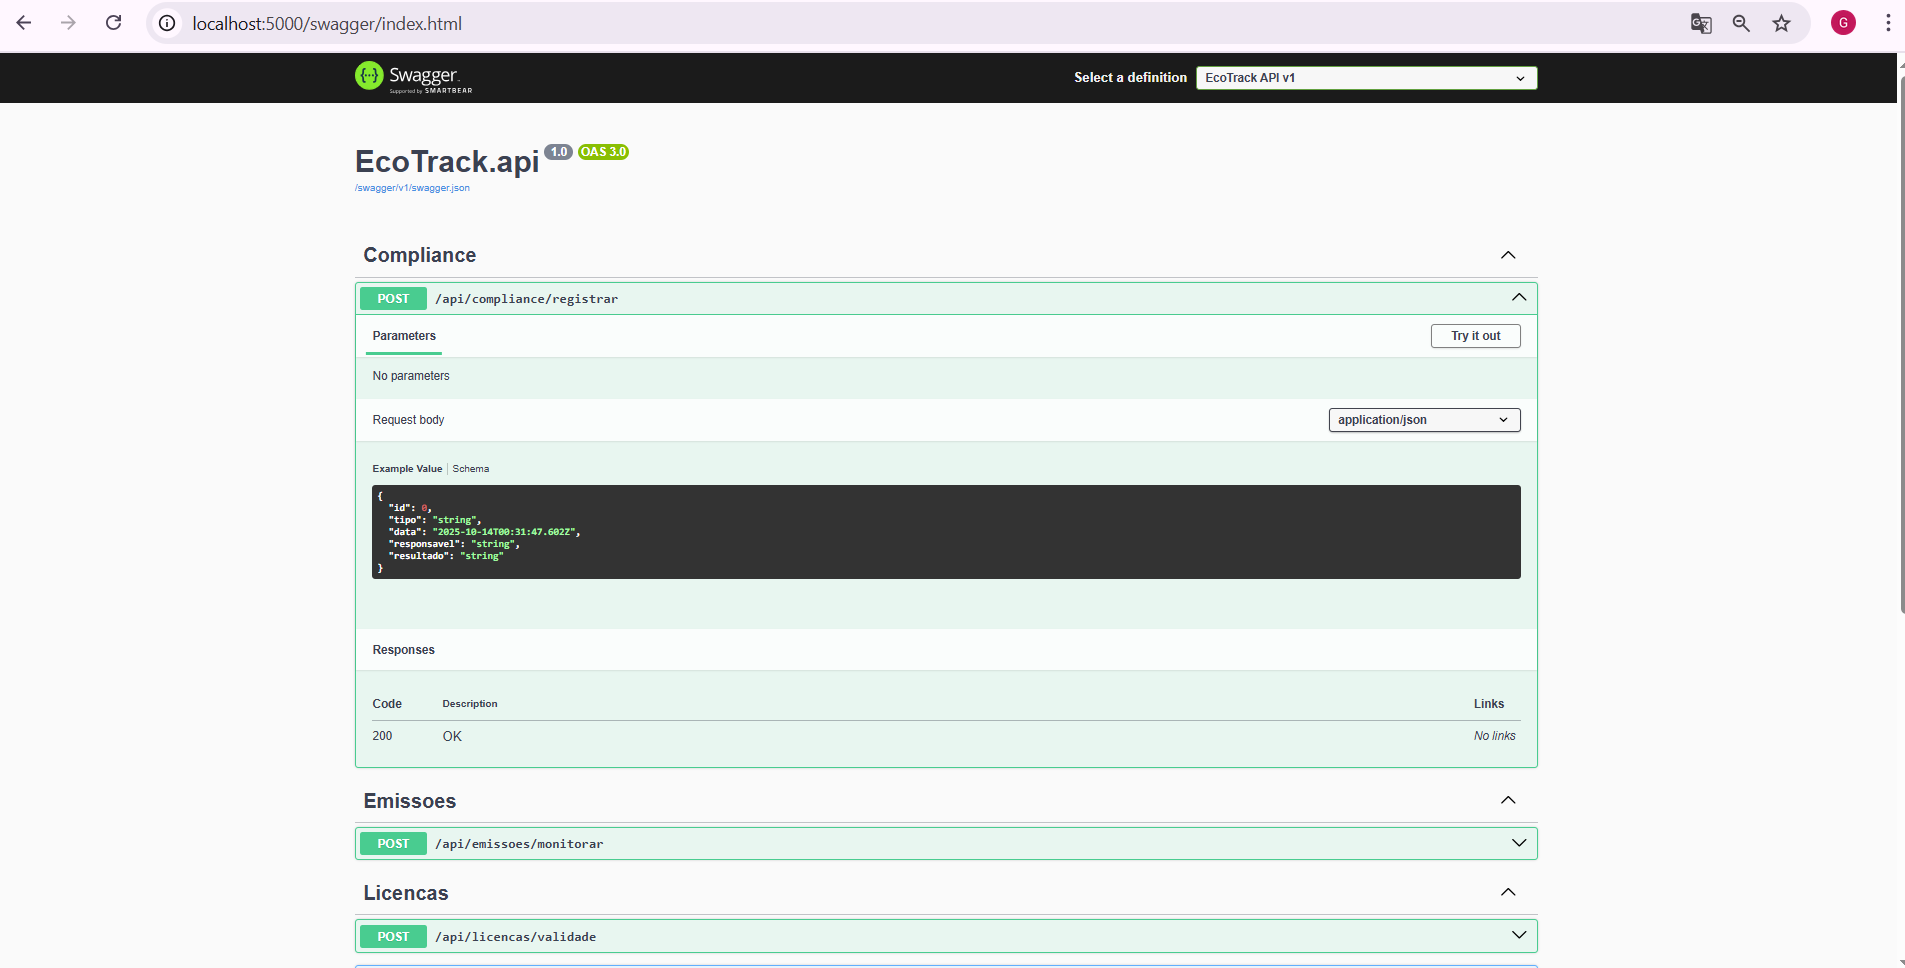 localhost:5000/swagger/index.html
G
Swagger.
Supported by SMARTBEAR
Select a definition
EcoTrack API v1
EcoTrack.api 1.0 OAS 3.0
/swagger/v1/swagger.json
Compliance
POST /api/compliance/registrar
Parameters
Try it out
No parameters
Request body
application/json
Example Value | Schema
{
"id": 0,
"tipo": "string",
"data": "2025-10-14T00:31:47.602Z",
"responsavel": "string",
"resultado": "string"
}
Responses
Code Description Links
200 OK No links
Emissoes
POST /api/emissoes/monitorar
Licencas
POST /api/licencas/validade